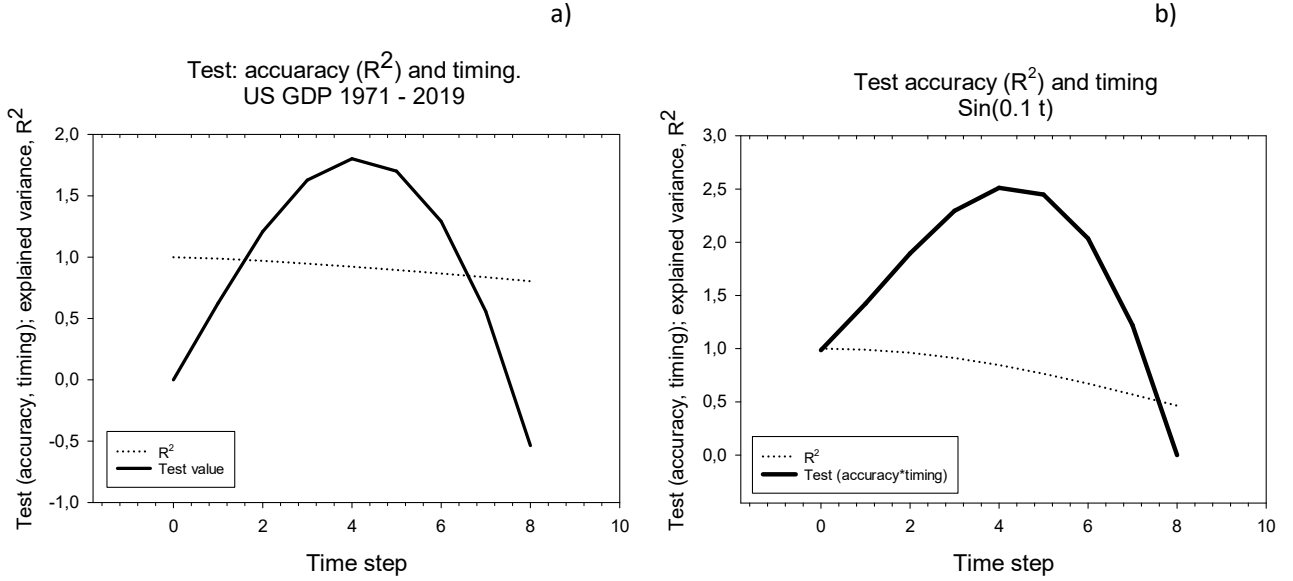 a)
Test: accuaracy (R²) and timing.
US GDP 1971 - 2019
Test (accuracy, timing); explained variance, R²
2,0
1,5
1,0
0,5
0,0
-0,5
-1,0
R²
Test value
0 2 4 6 8 10
Time step
b)
Test accuracy (R²) and timing
Sin(0.1 t)
Test (accuracy, timing); explained variance, R²
3,0
2,5
2,0
1,5
1,0
0,5
0,0
R²
Test (accuracy*timing)
0 2 4 6 8 10
Time step